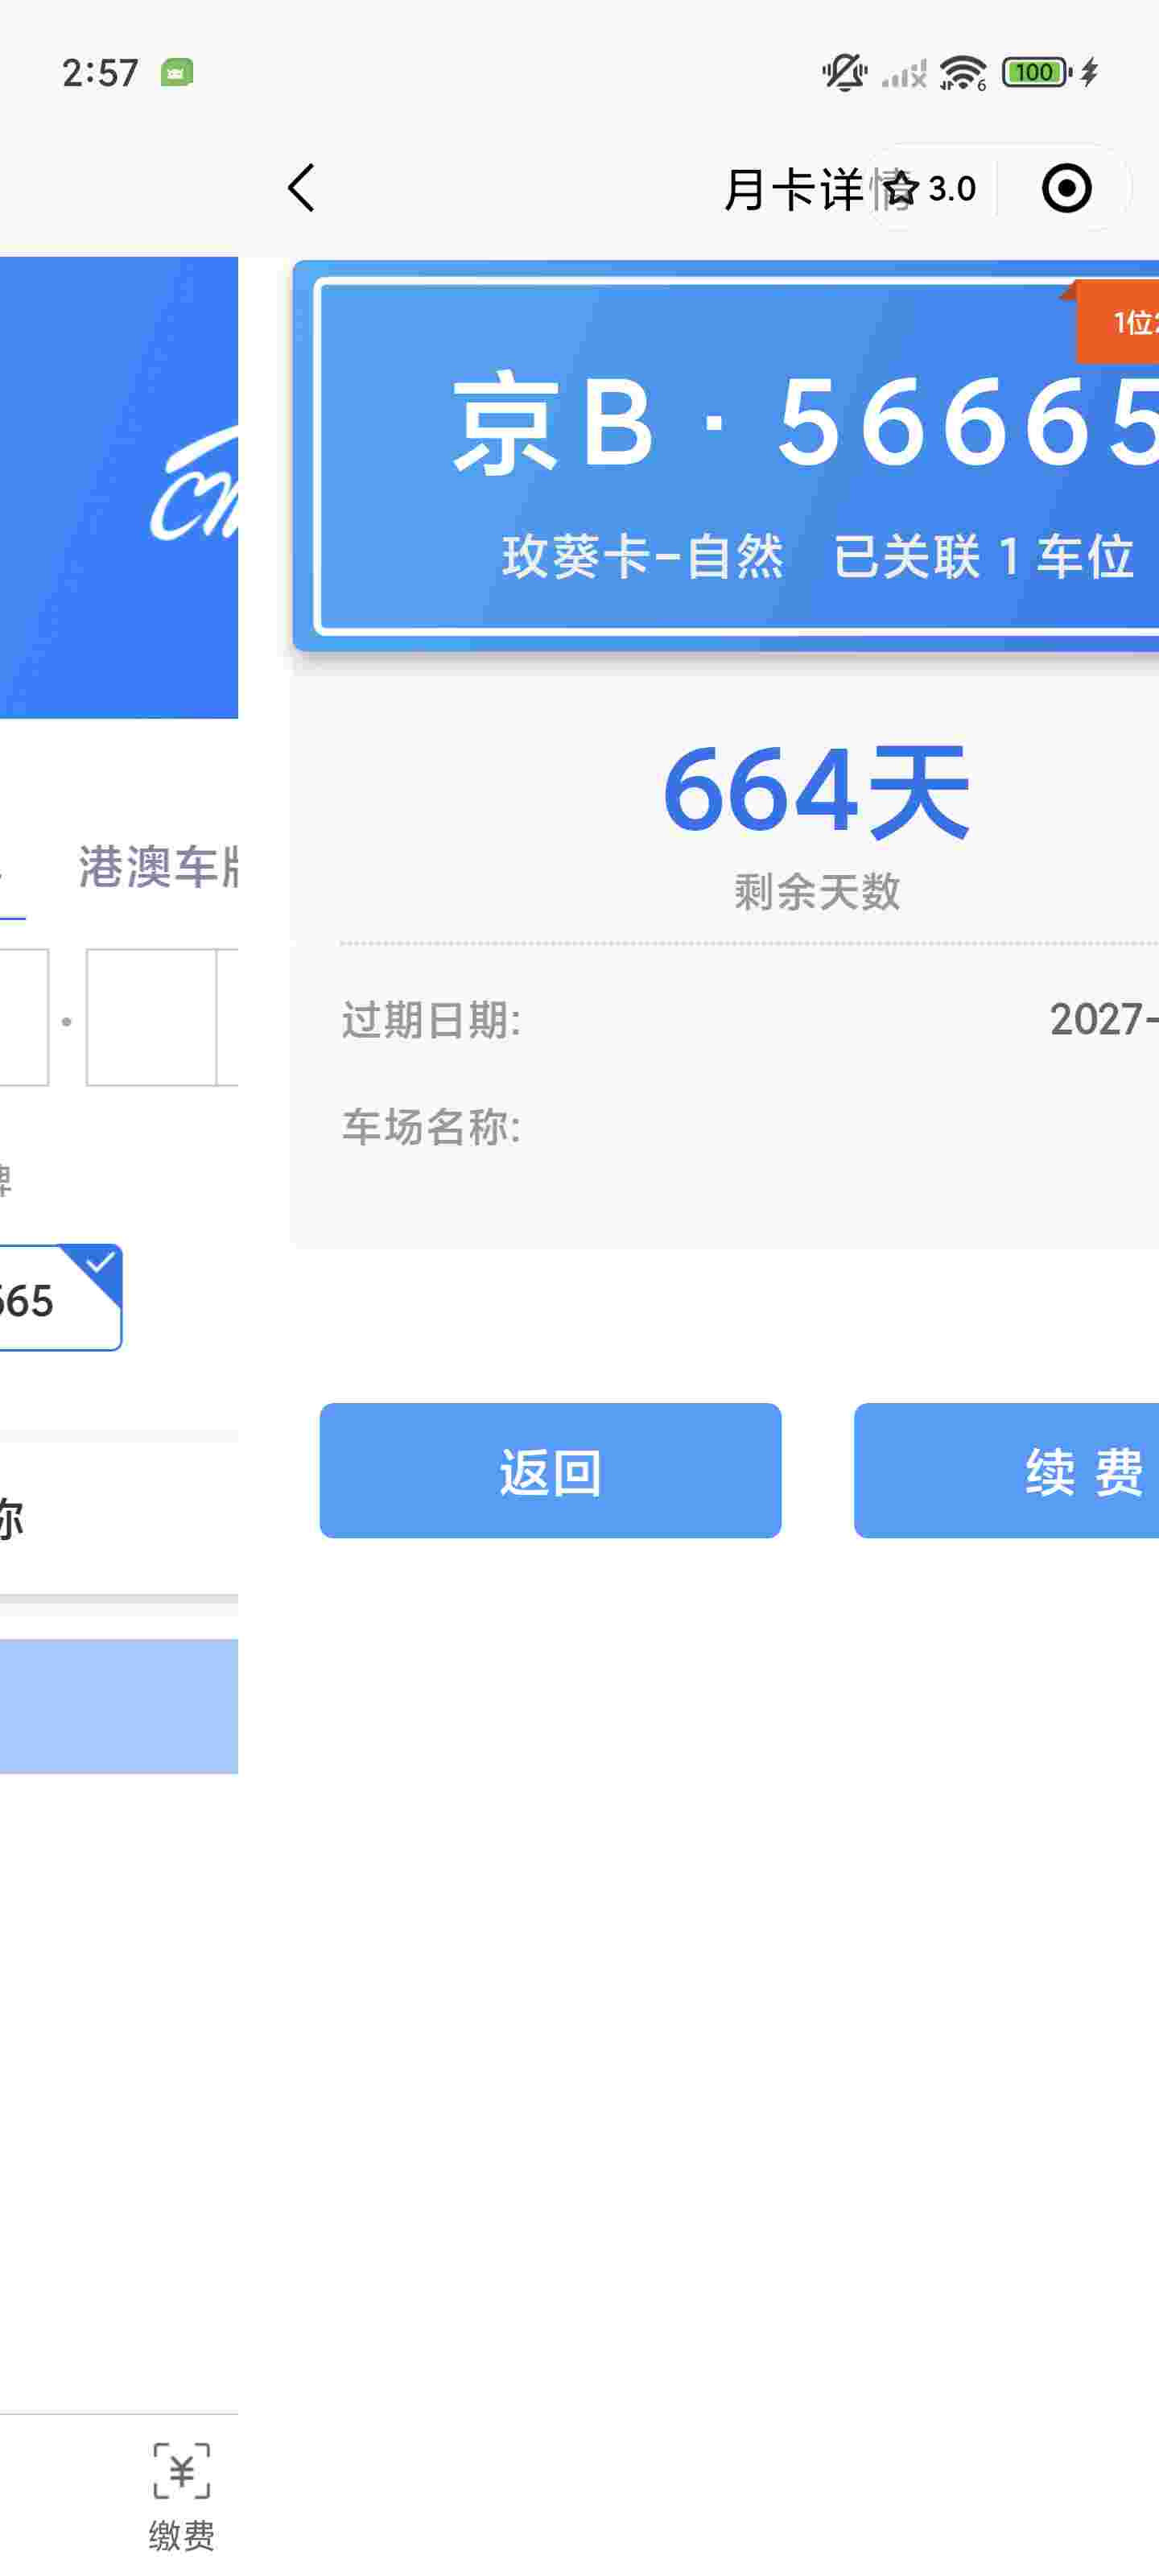 2:57
100
6
月卡详情
3.0
1位
京B · 56665
玫葵卡-自然 已关联 1 车位
664天
剩余天数
港澳车牌
过期日期:
2027-
车场名称:
牌
665
返回
续 费
称
缴费